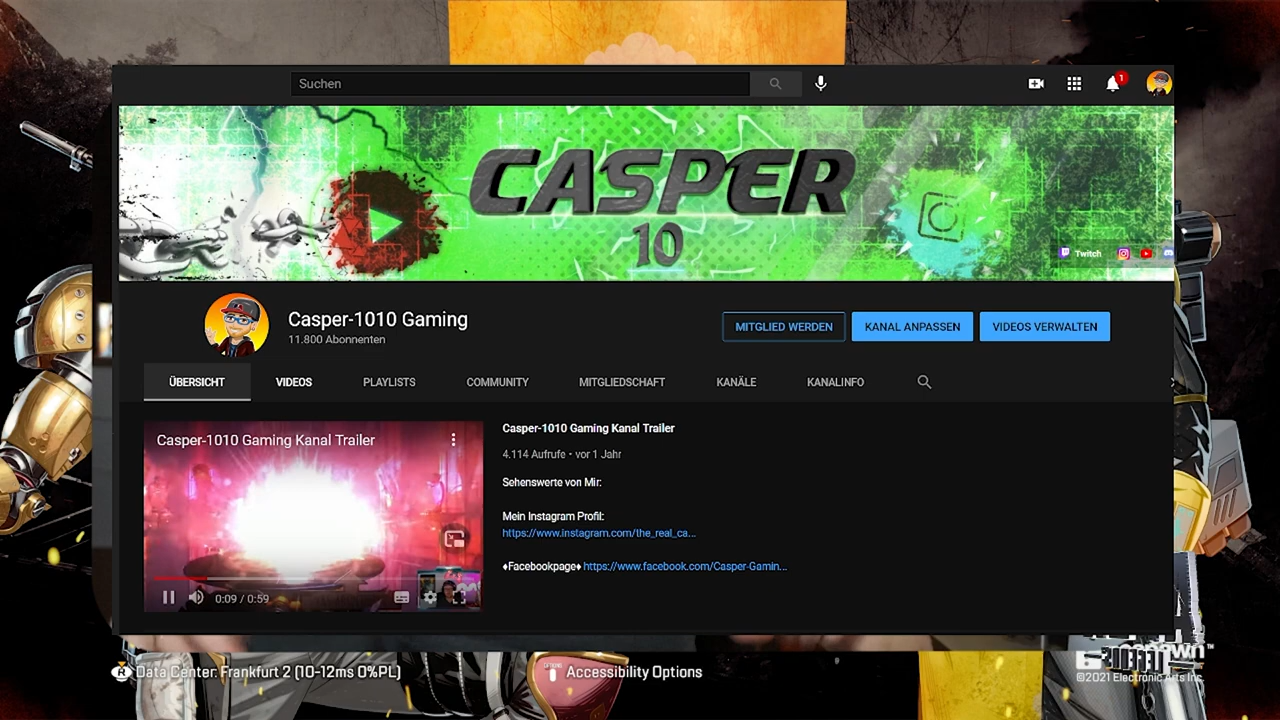 Suchen
1
CASPER
10
Twitch
Casper-1010 Gaming
11.800 Abonnenten
MITGLIED WERDEN
KANAL ANPASSEN
VIDEOS VERWALTEN
ÜBERSICHT
VIDEOS
PLAYLISTS
COMMUNITY
MITGLIEDSCHAFT
KANÄLE
KANALINFO
Casper-1010 Gaming Kanal Trailer
0:09 / 0:59
Casper-1010 Gaming Kanal Trailer
4.114 Aufrufe • vor 1 Jahr
Sehenswerte von Mir:
Mein Instagram Profil:
https://www.instagram.com/the_real_ca...
♦Facebookpage♦ https://www.facebook.com/Casper-Gamin...
R Data Center: Frankfurt 2 (10-12ms 0%PL)
OPTIONS Accessibility Options
©2021 Electronic Arts Inc.